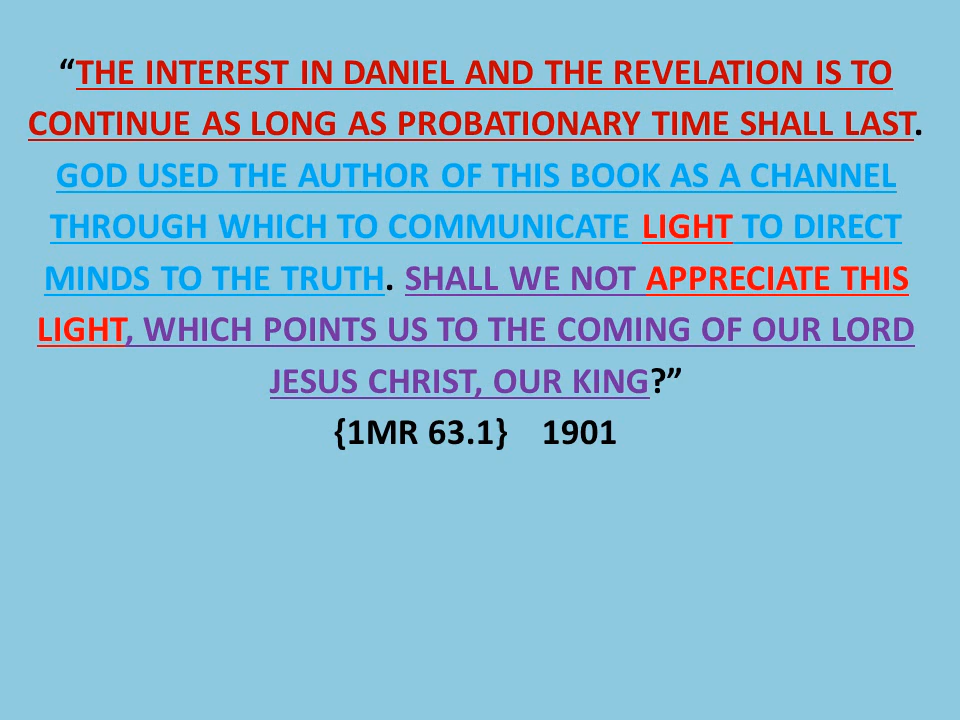 “THE INTEREST IN DANIEL AND THE REVELATION IS TO
CONTINUE AS LONG AS PROBATIONARY TIME SHALL LAST.
GOD USED THE AUTHOR OF THIS BOOK AS A CHANNEL
THROUGH WHICH TO COMMUNICATE LIGHT TO DIRECT
MINDS TO THE TRUTH. SHALL WE NOT APPRECIATE THIS
LIGHT, WHICH POINTS US TO THE COMING OF OUR LORD
JESUS CHRIST, OUR KING?”
{1MR 63.1} 1901